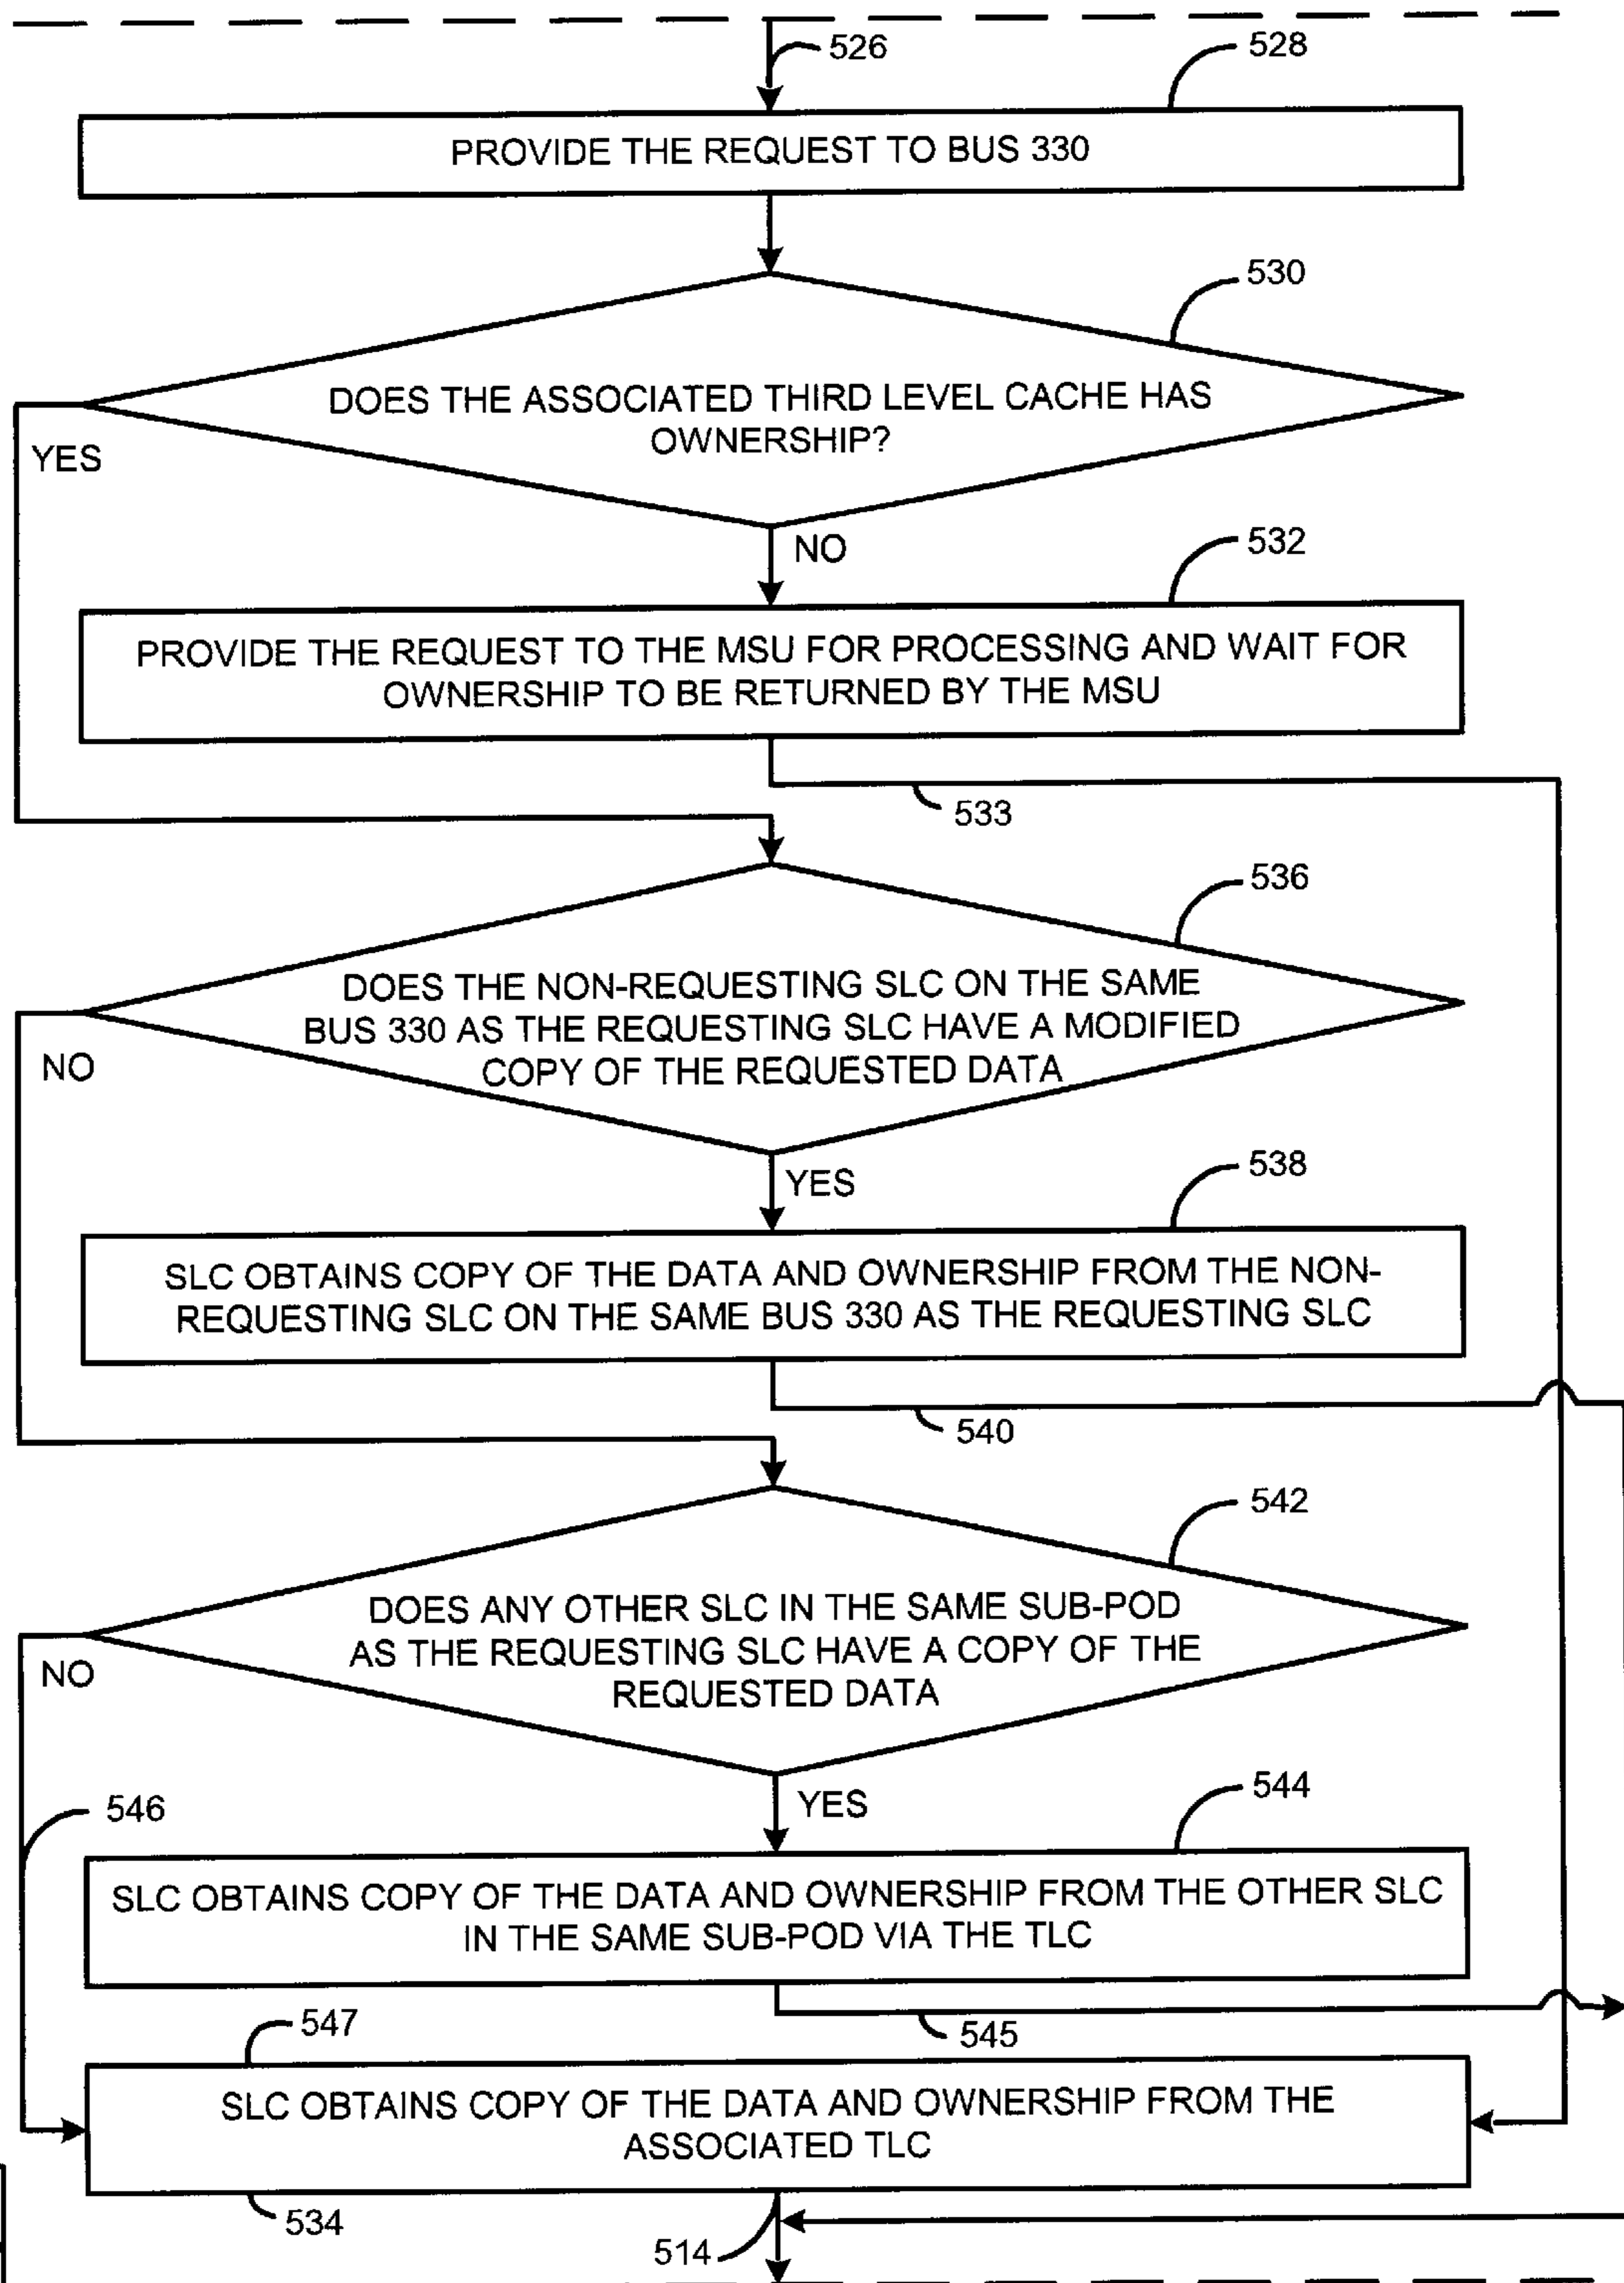 526
528
PROVIDE THE REQUEST TO BUS 330
530
DOES THE ASSOCIATED THIRD LEVEL CACHE HAS
OWNERSHIP?
YES
NO
532
PROVIDE THE REQUEST TO THE MSU FOR PROCESSING AND WAIT FOR
OWNERSHIP TO BE RETURNED BY THE MSU
533
536
DOES THE NON-REQUESTING SLC ON THE SAME
BUS 330 AS THE REQUESTING SLC HAVE A MODIFIED
COPY OF THE REQUESTED DATA
NO
YES
538
SLC OBTAINS COPY OF THE DATA AND OWNERSHIP FROM THE NON-
REQUESTING SLC ON THE SAME BUS 330 AS THE REQUESTING SLC
540
542
DOES ANY OTHER SLC IN THE SAME SUB-POD
AS THE REQUESTING SLC HAVE A COPY OF THE
REQUESTED DATA
NO
YES
544
546
SLC OBTAINS COPY OF THE DATA AND OWNERSHIP FROM THE OTHER SLC
IN THE SAME SUB-POD VIA THE TLC
545
547
SLC OBTAINS COPY OF THE DATA AND OWNERSHIP FROM THE
ASSOCIATED TLC
534
514